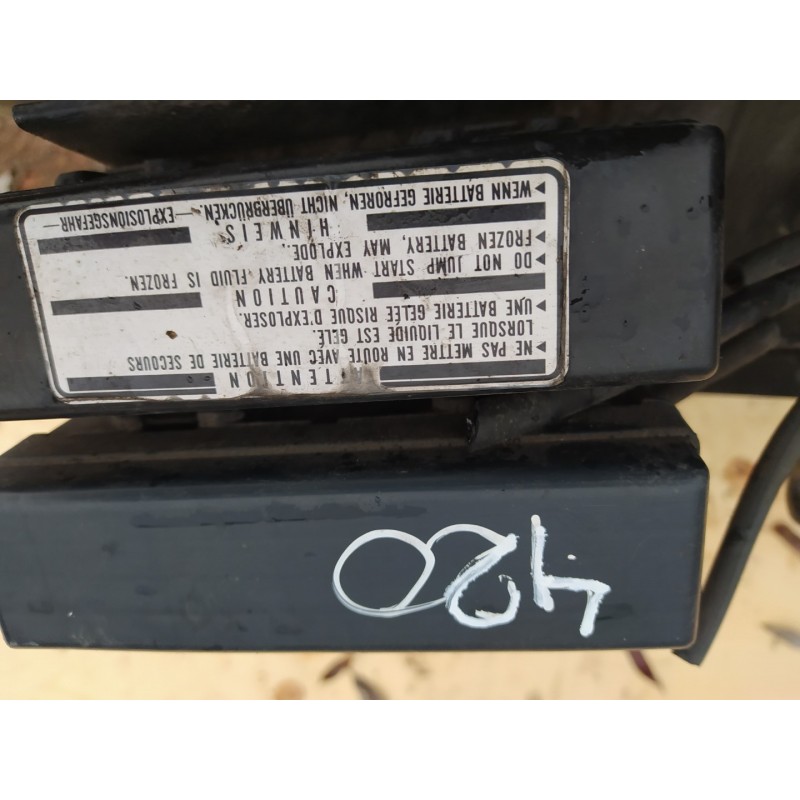 ATTENTION
◀ NE PAS METTRE EN ROUTE AVEC UNE BATTERIE DE SECOURS
LORSQUE LE LIQUIDE EST GELÉ
◀ UNE BATTERIE GELÉE RISQUE D'EXPLOSER.
CAUTION
◀ DO NOT JUMP START WHEN BATTERY FLUID IS FROZEN.
◀ FROZEN BATTERY, MAY EXPLODE..
HINWEIS
◀ WENN BATTERIE GEFROREN, NICHT ÜBERBRÜCKEN. —EXPLOSIONSGEFAHR—
420